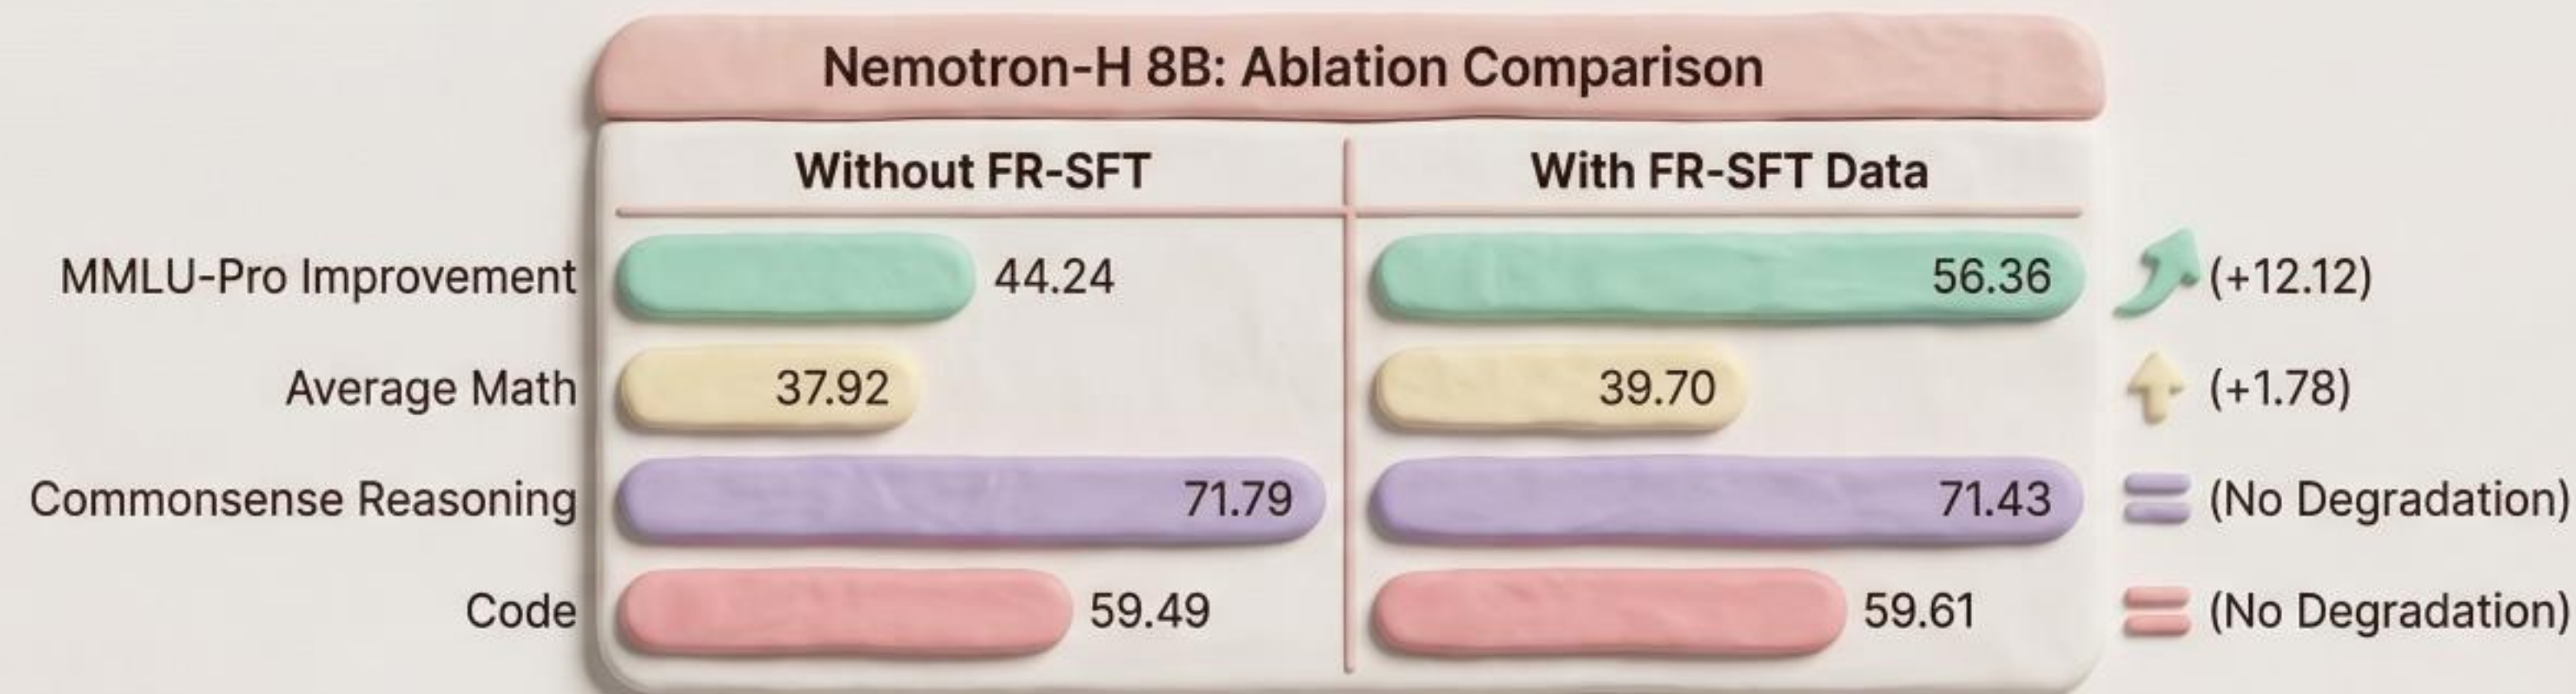 Nemotron-H 8B: Ablation Comparison
Without FR-SFT With FR-SFT Data
MMLU-Pro Improvement 44.24 56.36 (+12.12)
Average Math 37.92 39.70 (+1.78)
Commonsense Reasoning 71.79 71.43 (No Degradation)
Code 59.49 59.61 (No Degradation)